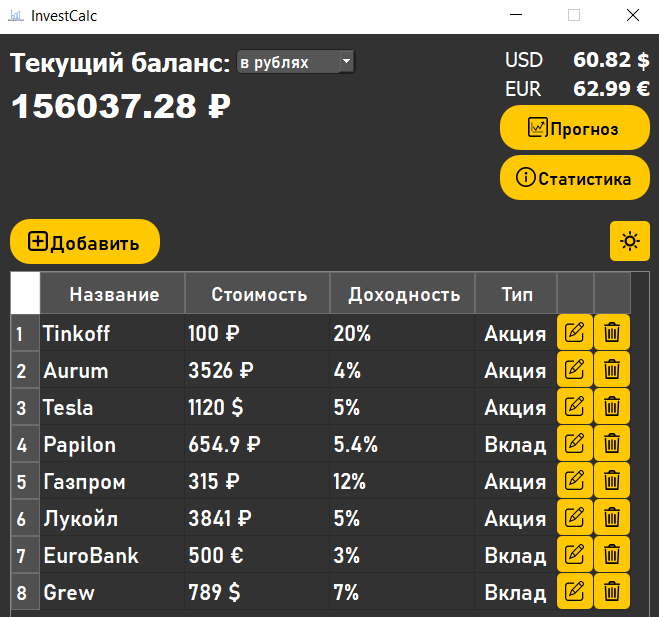 InvestCalc
Текущий баланс: в рублях
156037.28 ₽
USD 60.82 $
EUR 62.99 €
Прогноз
Статистика
Добавить
Название Стоимость Доходность Тип
1 Tinkoff 100 ₽ 20% Акция
2 Aurum 3526 ₽ 4% Акция
3 Tesla 1120 $ 5% Акция
4 Papilon 654.9 ₽ 5.4% Вклад
5 Газпром 315 ₽ 12% Акция
6 Лукойл 3841 ₽ 5% Акция
7 EuroBank 500 € 3% Вклад
8 Grew 789 $ 7% Вклад